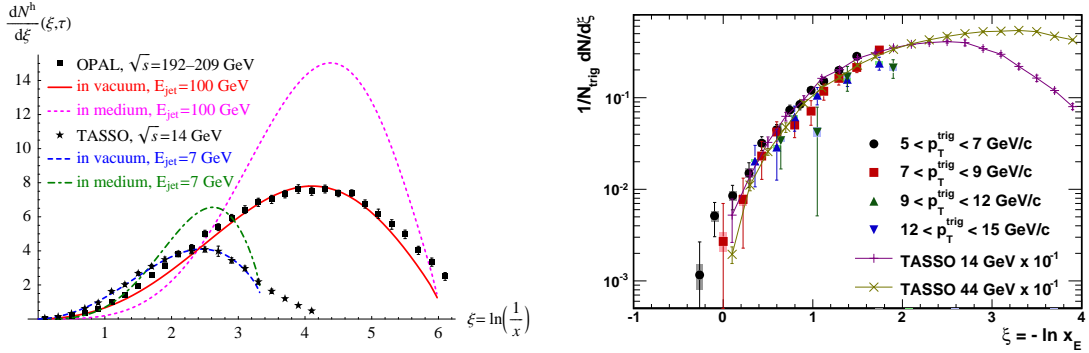 dN^h/dξ (ξ,τ)
14
12
10
8
6
4
2
OPAL, √s=192–209 GeV
in vacuum, E_jet=100 GeV
in medium, E_jet=100 GeV
TASSO, √s=14 GeV
in vacuum, E_jet=7 GeV
in medium, E_jet=7 GeV
1 2 3 4 5 6
ξ=ln(1/x)
1/N_trig dN/dξ
1
10^-1
10^-2
10^-3
5 < p_T^trig < 7 GeV/c
7 < p_T^trig < 9 GeV/c
9 < p_T^trig < 12 GeV/c
12 < p_T^trig < 15 GeV/c
TASSO 14 GeV x 10^-1
TASSO 44 GeV x 10^-1
-1 0 1 2 3 4
ξ = - ln x_E